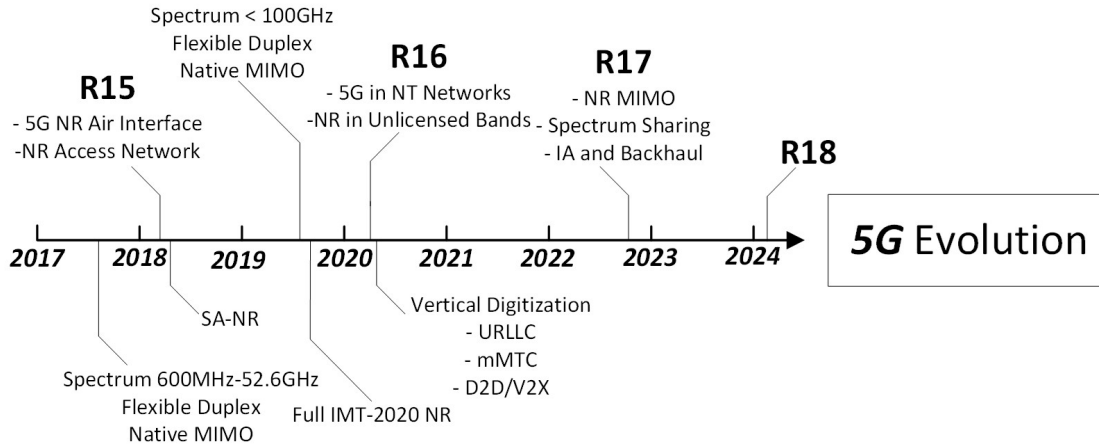 Spectrum < 100GHz
Flexible Duplex
Native MIMO
R15
- 5G NR Air Interface
-NR Access Network
R16
- 5G in NT Networks
-NR in Unlicensed Bands
R17
- NR MIMO
- Spectrum Sharing
- IA and Backhaul
R18
2017 2018 2019 2020 2021 2022 2023 2024
5G Evolution
SA-NR
Spectrum 600MHz-52.6GHz
Flexible Duplex
Native MIMO
Full IMT-2020 NR
Vertical Digitization
- URLLC
- mMTC
- D2D/V2X